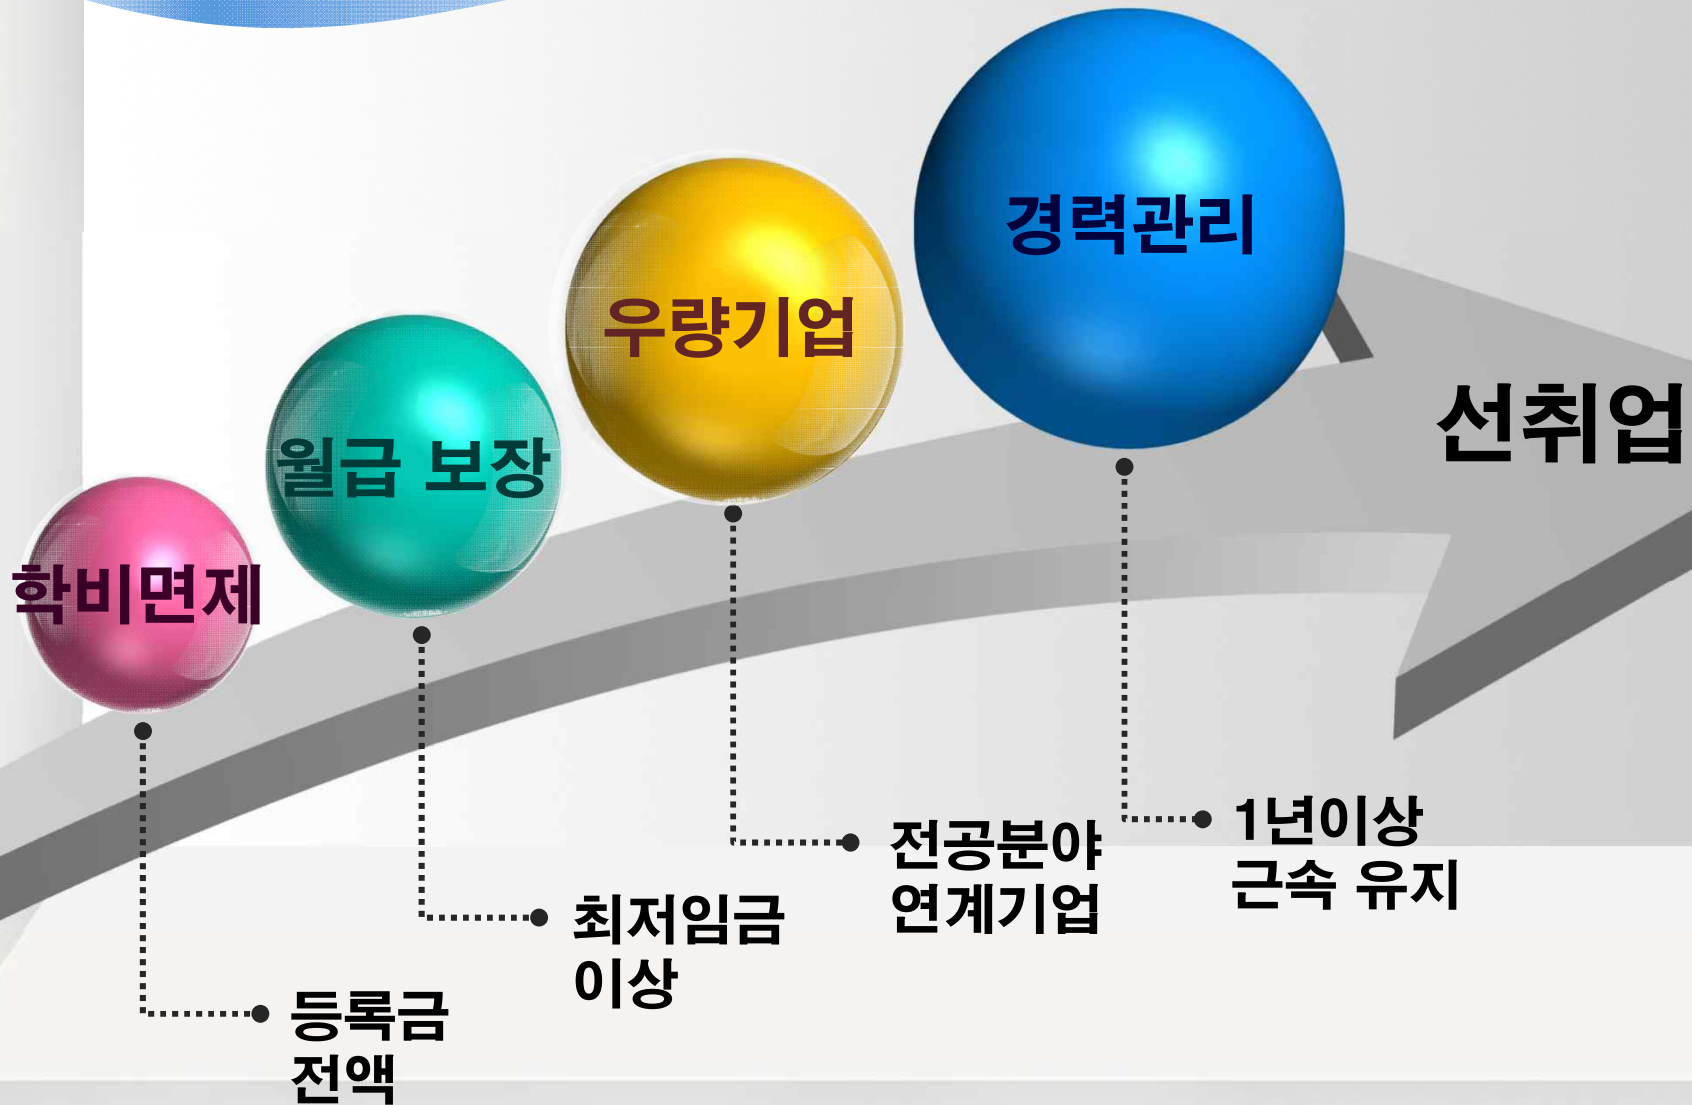 경력관리
우량기업
선취업
월급 보장
학비면제
1년이상
근속 유지
전공분야
연계기업
최저임금
이상
등록금
전액